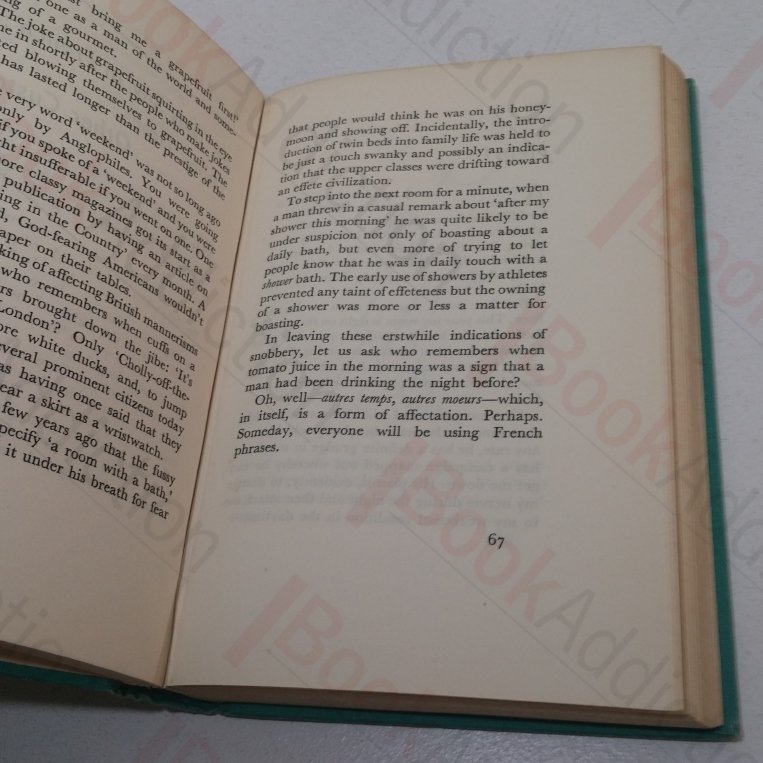 st bring me a grapefruit first!'
one as a man of the world and some-
ng of a gourmet.
The joke about grapefruit squirting in the eye
me in shortly after the people who make jokes
ted blowing themselves to grapefruit. The
has lasted longer than the prestige of the
very word 'weekend' was not so long ago
only by Anglophiles. You were going
if you spoke of a 'weekend' and you were
ht insufferable if you went on. One
ore classy magazines got its start as a
publication by having an article on
ing in the Country' every month. A
d, God-fearing Americans wouldn't
aper on their tables.
king of affecting British mannerisms
who remembers when cuffs on a
rs brought down the jibe: 'It's
London'? Only 'Cholly-off-the-
ore white ducks, and, to jump
everal prominent citizens today
as having once said that they
ear a skirt as a wristwatch.
few years ago that the fussy
specify 'a room with a bath,'
it under his breath for fear
that people would think he was on his honey-
moon and showing off. Incidentally, the intro-
duction of twin beds into family life was held to
be just a touch swanky and possibly an indica-
tion that the upper classes were drifting toward
an effète civilization.
To step into the next room for a minute, when
a man threw in a casual remark about 'after my
shower this morning' he was quite likely to be
under suspicion not only of boasting about a
daily bath, but even more of trying to let
people know that he was in daily touch with a
shower bath. The early use of showers by athletes
prevented any taint of effeteness but the owning
of a shower was more or less a matter for
boasting.
In leaving these erstwhile indications of
snobbery, let us ask who remembers when
tomato juice in the morning was a sign that a
man had been drinking the night before?
Oh, well—autres temps, autres moeurs—which,
in itself, is a form of affectation. Perhaps.
Someday, everyone will be using French
phrases.
67
BookAddiction